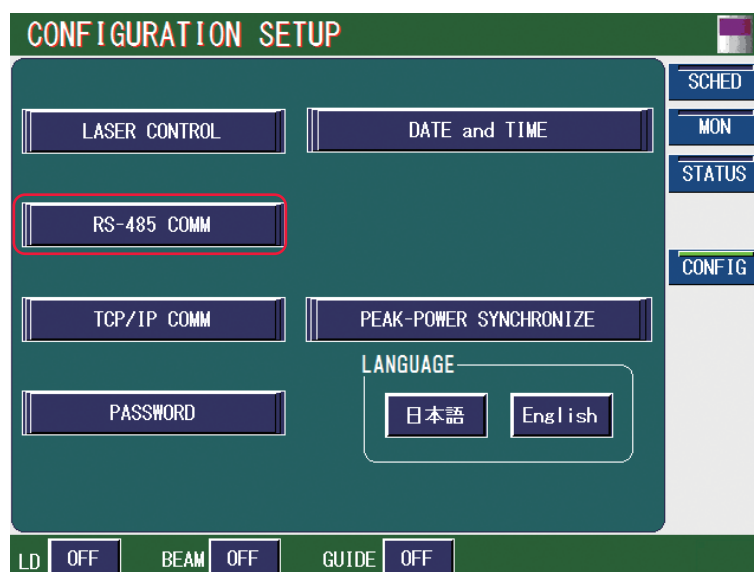 CONFIGURATION SETUP
SCHED
LASER CONTROL
DATE and TIME
MON
STATUS
RS-485 COMM
CONFIG
TCP/IP COMM
PEAK-POWER SYNCHRONIZE
LANGUAGE
PASSWORD
日本語
English
LD OFF BEAM OFF GUIDE OFF